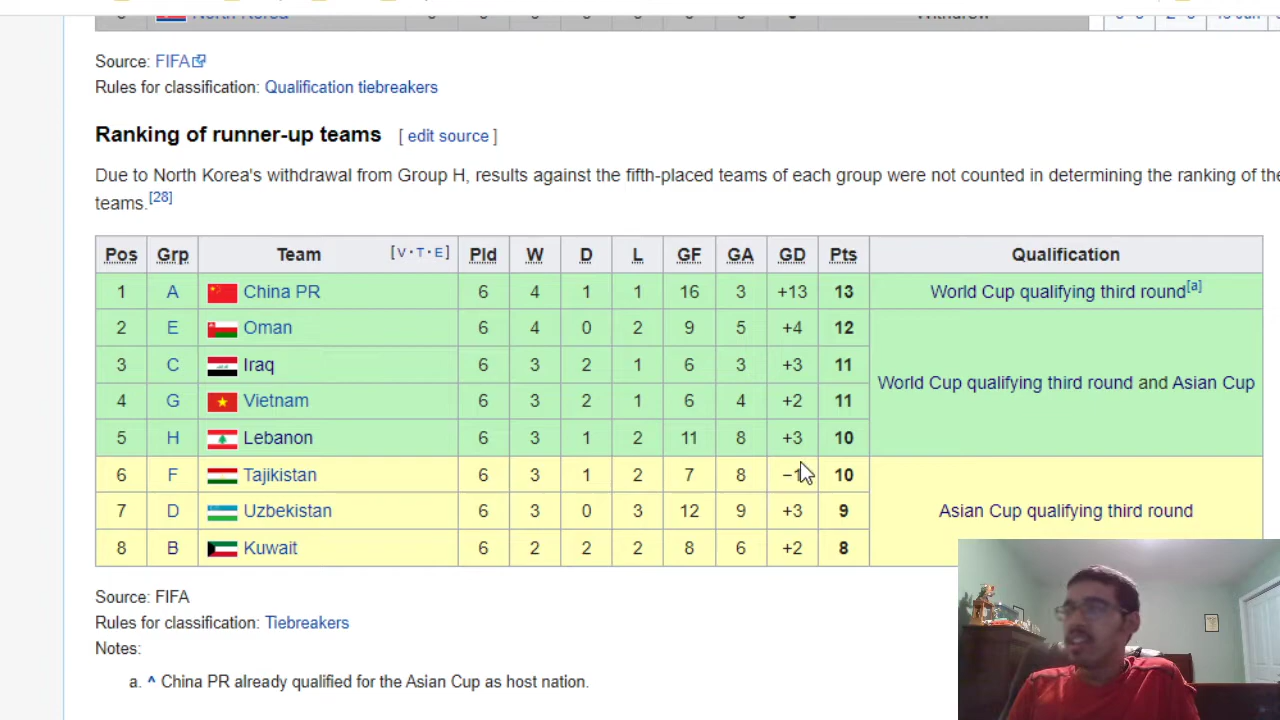 North Korea
Withdrew
Source: FIFA
Rules for classification: Qualification tiebreakers
Ranking of runner-up teams [ edit source ]
Due to North Korea's withdrawal from Group H, results against the fifth-placed teams of each group were not counted in determining the ranking of the
teams.[28]
Pos Grp Team [V·T·E] Pld W D L GF GA GD Pts Qualification
1 A China PR 6 4 1 1 16 3 +13 13 World Cup qualifying third round[a]
2 E Oman 6 4 0 2 9 5 +4 12
3 C Iraq 6 3 2 1 6 3 +3 11
World Cup qualifying third round and Asian Cup
4 G Vietnam 6 3 2 1 6 4 +2 11
5 H Lebanon 6 3 1 2 11 8 +3 10
6 F Tajikistan 6 3 1 2 7 8 −1 10
7 D Uzbekistan 6 3 0 3 12 9 +3 9 Asian Cup qualifying third round
8 B Kuwait 6 2 2 2 8 6 +2 8
Source: FIFA
Rules for classification: Tiebreakers
Notes:
a. ^ China PR already qualified for the Asian Cup as host nation.